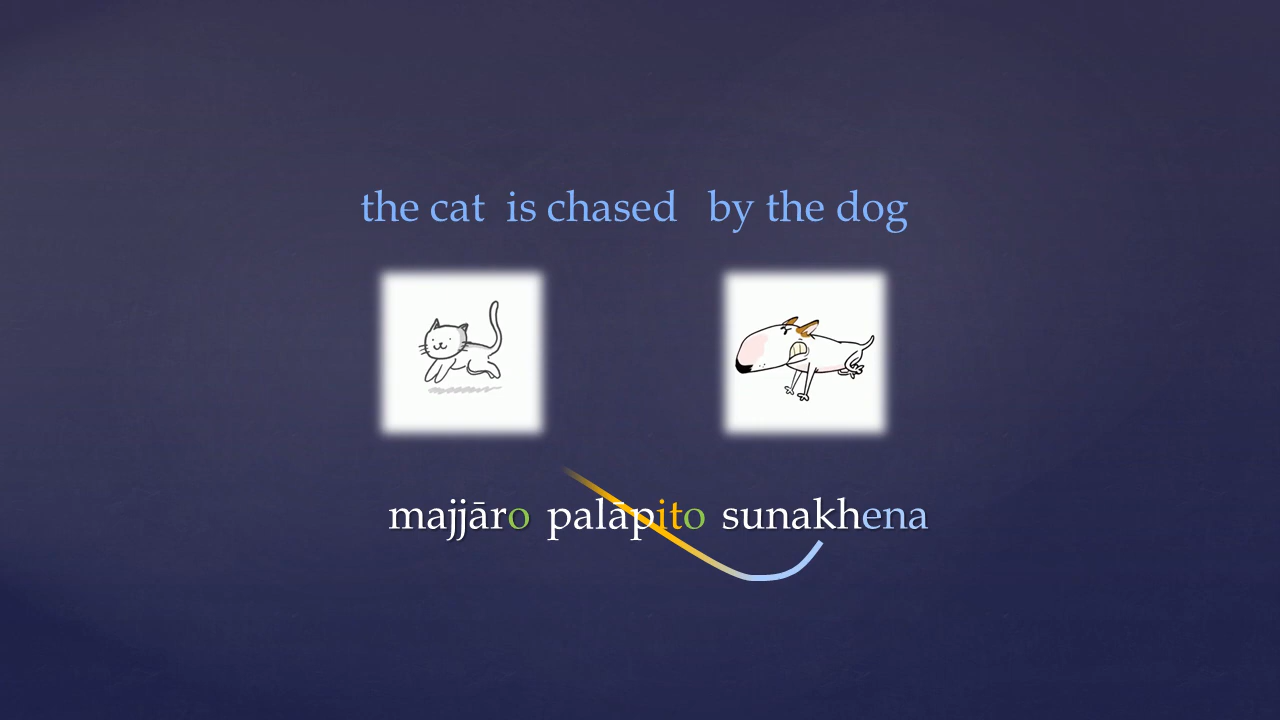 the cat is chased by the dog
majjāro palāpito sunakhena